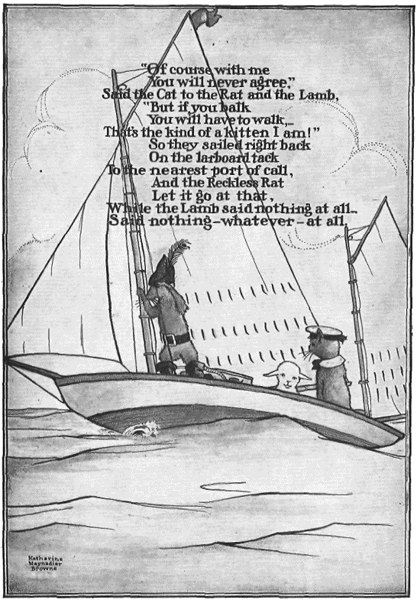 "Of course with me
You will never agree,"
Said the Cat to the Rat and the Lamb,
"But if you balk
You will have to walk,—
That's the kind of a kitten I am!"
So they sailed right back
On the larboard tack
To the nearest port of call,
And the Reckless Rat
Let it go at that,
While the Lamb said nothing at all—
Said nothing—whatever—at all.
Katharine
Maynadier
Browne